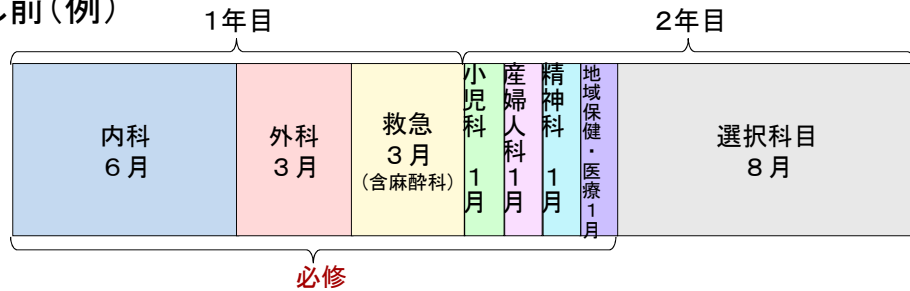 前(例)
1年目
2年目
内科
6月
外科
3月
救急
3月
(含麻酔科)
小児科 1月
産婦人科1月
精神科 1月
地域保健・医療1月
選択科目
8月
必修